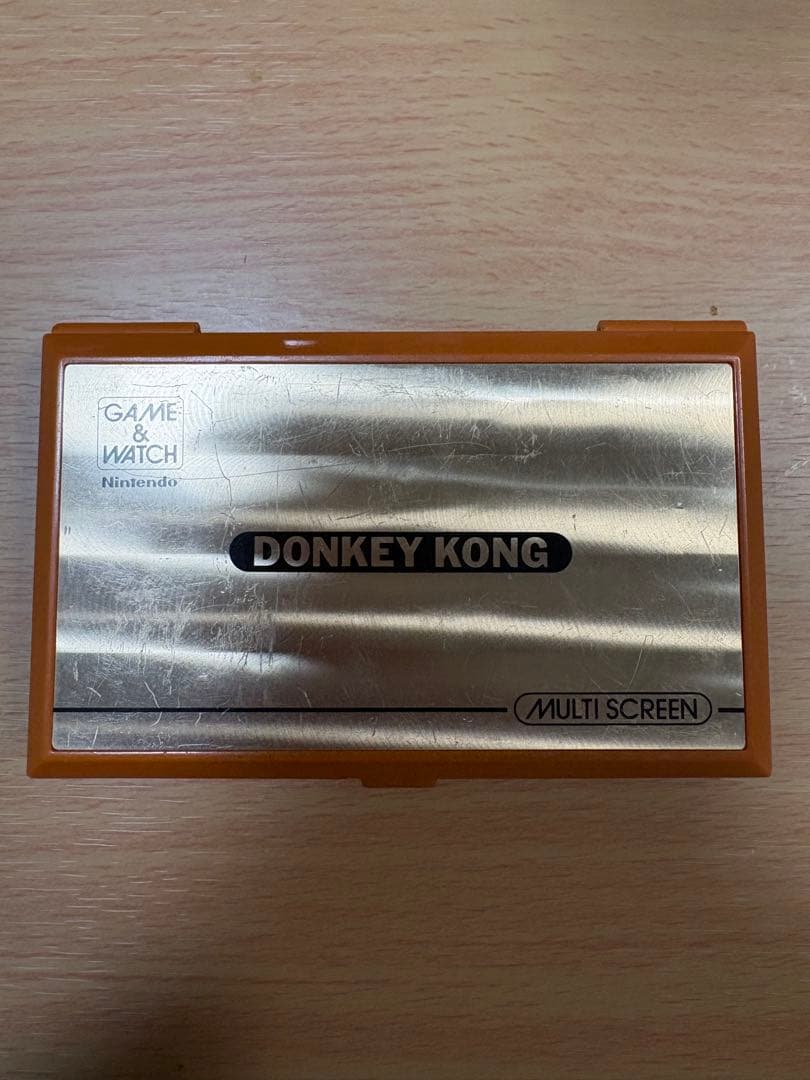 GAME
&
WATCH
Nintendo
DONKEY KONG
MULTI SCREEN